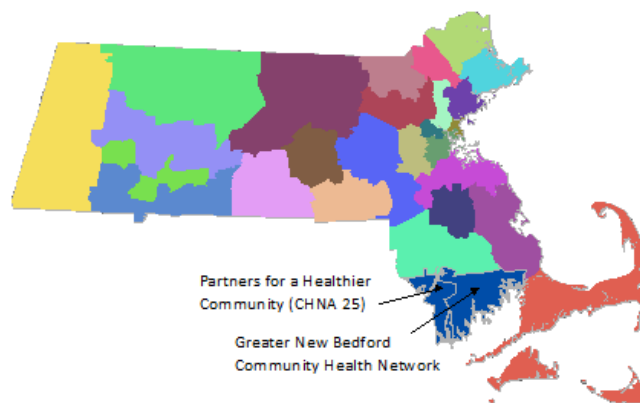 Partners for a Healthier
Community (CHNA 25)
Greater New Bedford
Community Health Network